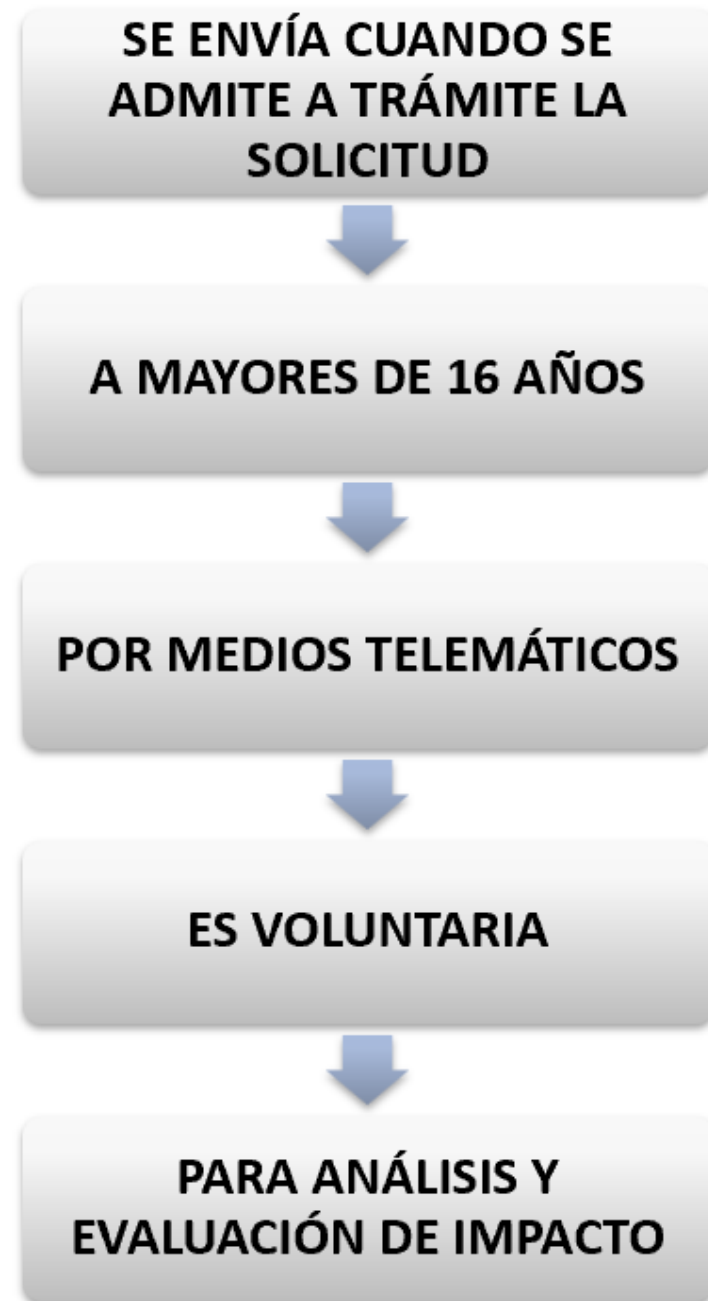 SE ENVÍA CUANDO SE
ADMITE A TRÁMITE LA
SOLICITUD
A MAYORES DE 16 AÑOS
POR MEDIOS TELEMÁTICOS
ES VOLUNTARIA
PARA ANÁLISIS Y
EVALUACIÓN DE IMPACTO